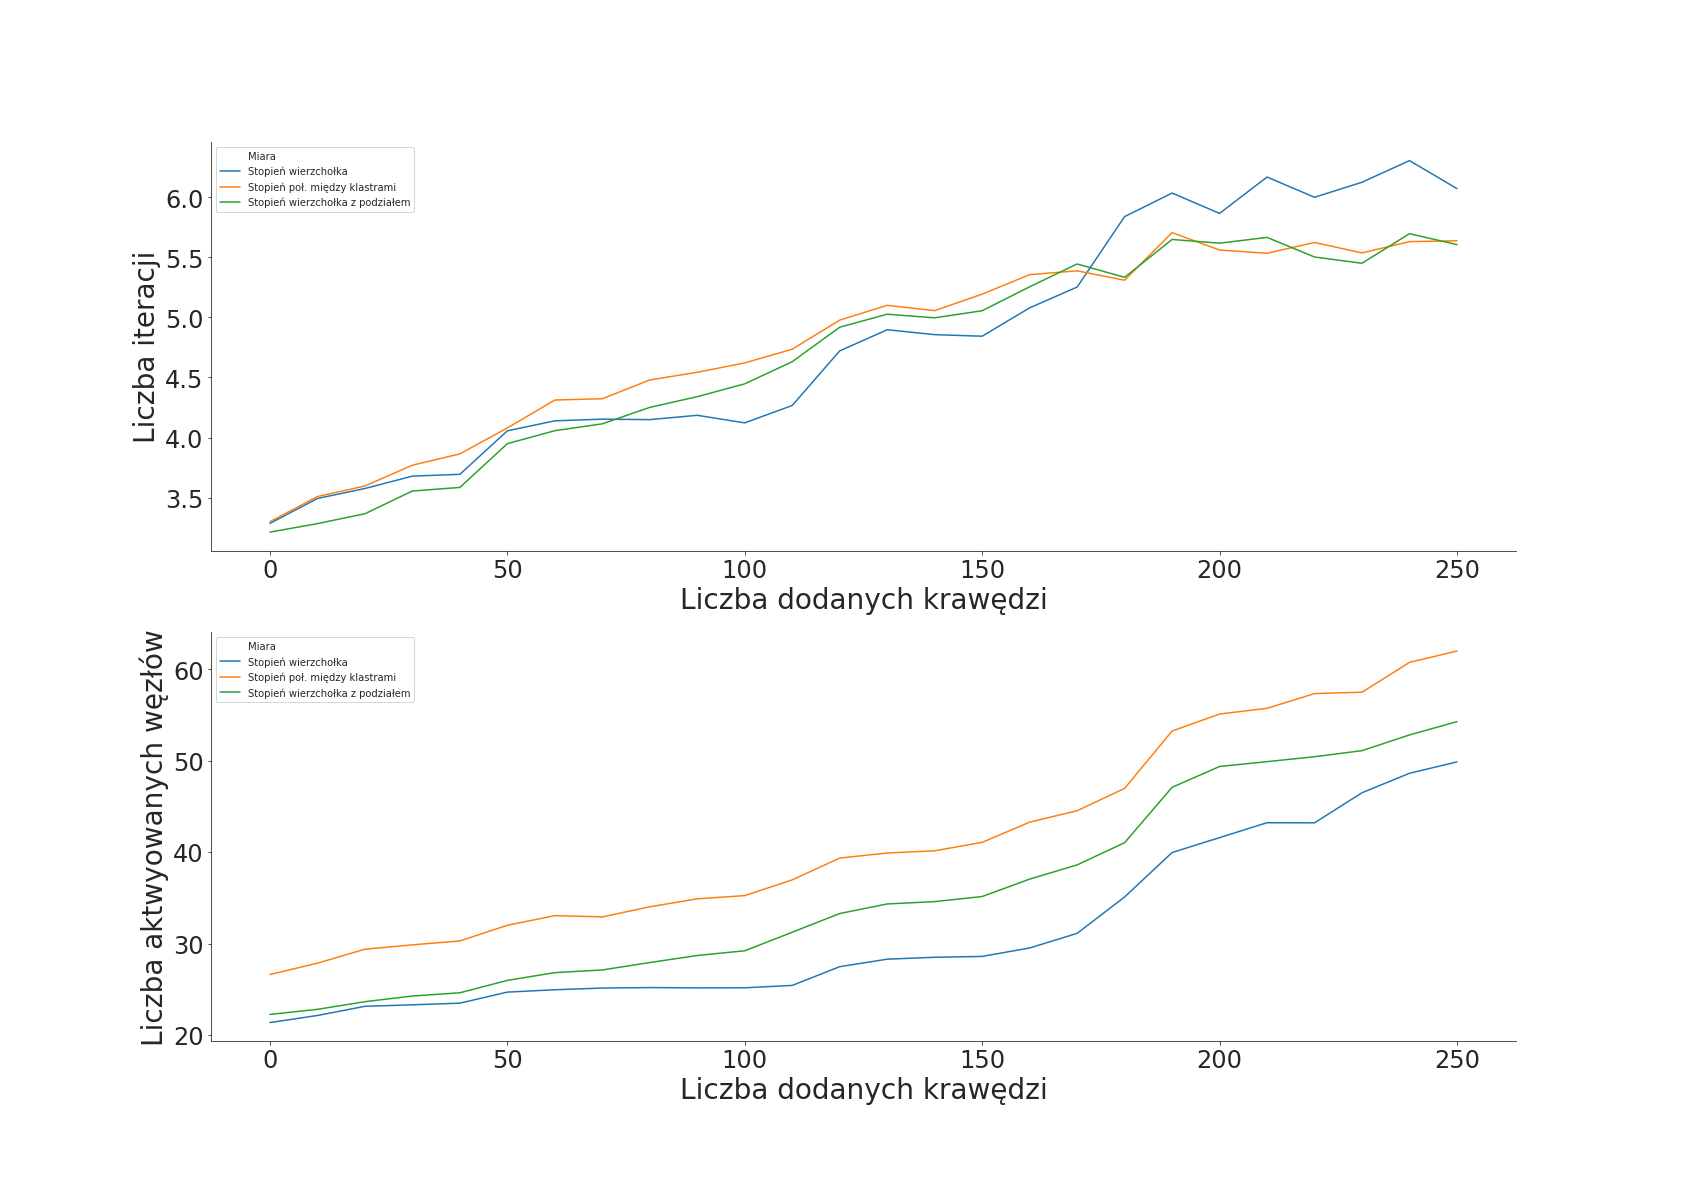 Miara
Stopień wierzchołka
Stopień poł. między klastrami
Stopień wierzchołka z podziałem
Liczba iteracji
6.0
5.5
5.0
4.5
4.0
3.5
0 50 100 150 200 250
Liczba dodanych krawędzi
Miara
Stopień wierzchołka
Stopień poł. między klastrami
Stopień wierzchołka z podziałem
Liczba aktwyowanych węzłów
60
50
40
30
20
0 50 100 150 200 250
Liczba dodanych krawędzi